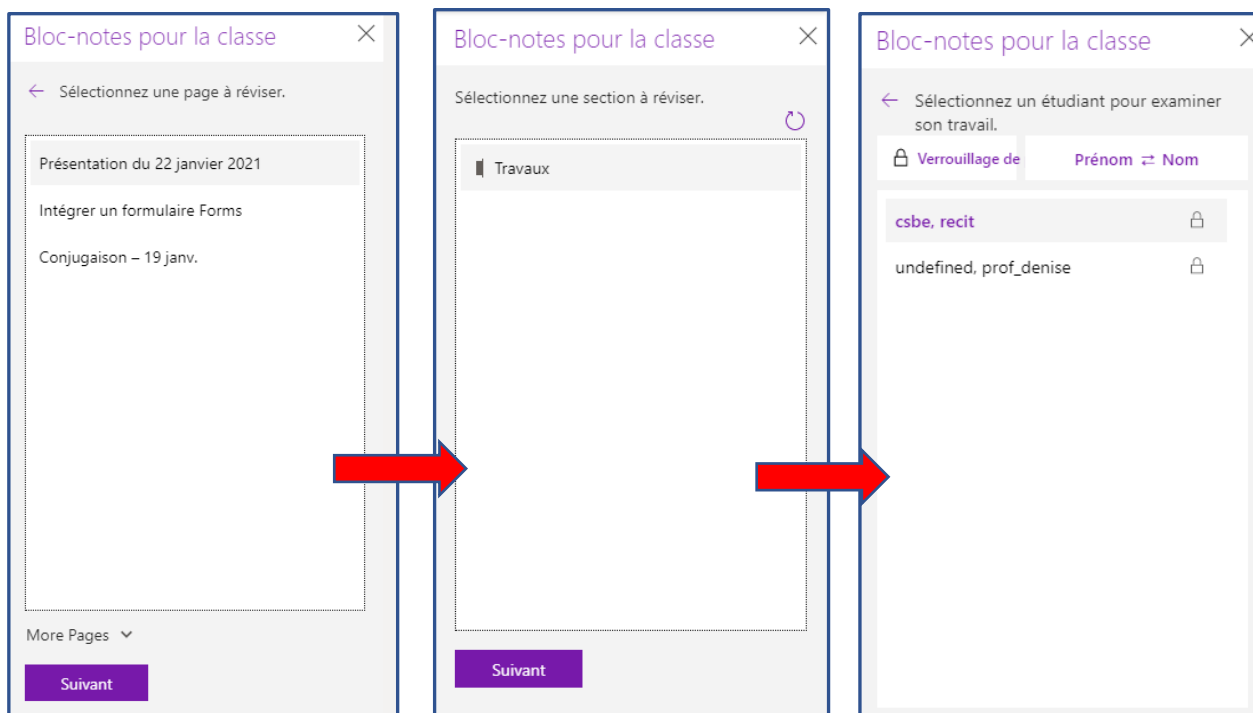 Bloc-notes pour la classe
← Sélectionnez une page à réviser.
Présentation du 22 janvier 2021
Intégrer un formulaire Forms
Conjugaison – 19 janv.
More Pages
Suivant
Bloc-notes pour la classe
Sélectionnez une section à réviser.
Travaux
Suivant
Bloc-notes pour la classe
← Sélectionnez un étudiant pour examiner
son travail.
Verrouillage de
Prénom ⇄ Nom
csbe, recit
undefined, prof_denise